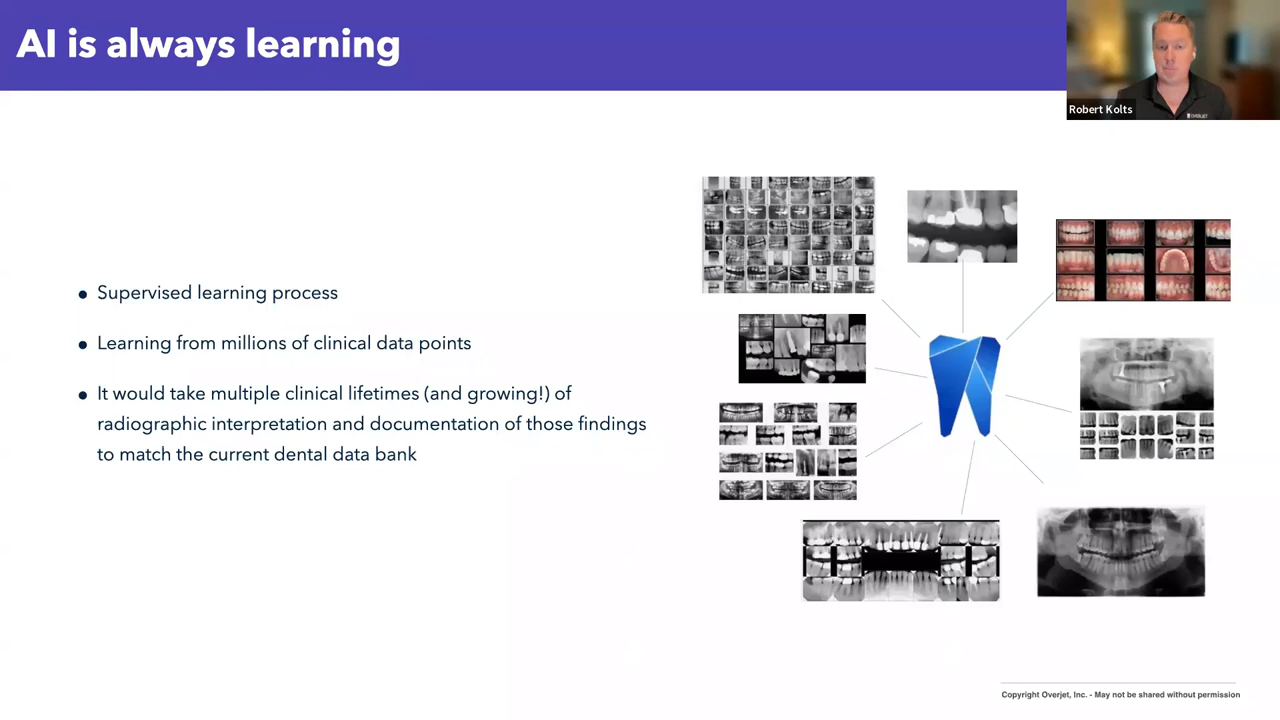 AI is always learning
Robert Kolts
OVERJET
Supervised learning process
Learning from millions of clinical data points
It would take multiple clinical lifetimes (and growing!) of
radiographic interpretation and documentation of those findings
to match the current dental data bank
Copyright Overjet, Inc. - May not be shared without permission